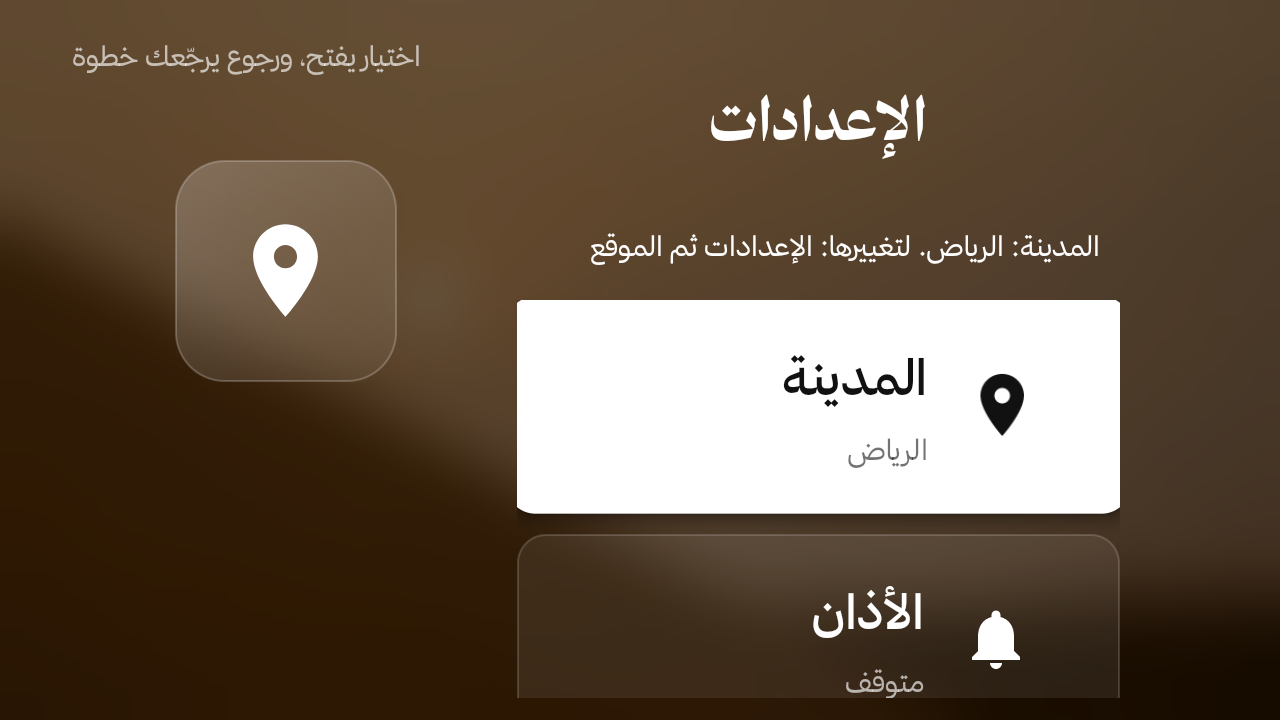 اختيار يفتح، ورجوع يرجّعك خطوة
الإعدادات
المدينة: الرياض. لتغييرها: الإعدادات ثم الموقع
المدينة
الرياض
الأذان
متوقف